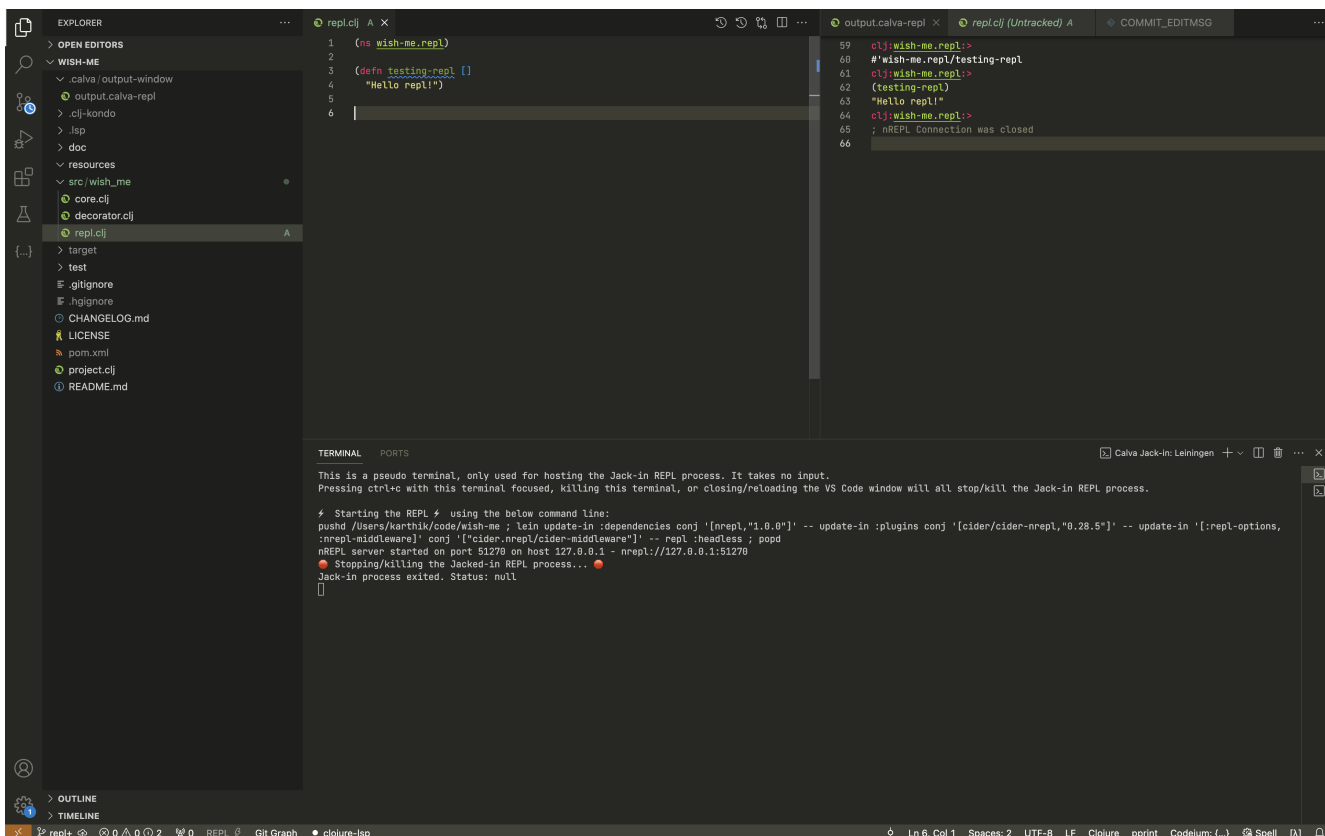 EXPLORER
OPEN EDITORS
WISH-ME
.calva/output-window
output.calva-repl
.clj-kondo
.lsp
doc
resources
src/wish_me
core.clj
decorator.clj
repl.clj A
target
test
.gitignore
.hgignore
CHANGELOG.md
LICENSE
pom.xml
project.clj
README.md
OUTLINE
TIMELINE
repl.clj A
1 (ns wish-me.repl)
2
3 (defn testing-repl []
4 "Hello repl!")
5
6
output.calva-repl
repl.clj (Untracked) A
COMMIT_EDITMSG
59 clj:wish-me.repl:>
60 #'wish-me.repl/testing-repl
61 clj:wish-me.repl:>
62 (testing-repl)
63 "Hello repl!"
64 clj:wish-me.repl:>
65 ; nREPL Connection was closed
66
TERMINAL PORTS
Calva Jack-in: Leiningen
This is a pseudo terminal, only used for hosting the Jack-in REPL process. It takes no input.
Pressing ctrl+c with this terminal focused, killing this terminal, or closing/reloading the VS Code window will all stop/kill the Jack-in REPL process.
⚡ Starting the REPL ⚡ using the below command line:
pushd /Users/karthik/code/wish-me ; lein update-in :dependencies conj '[nrepl,"1.0.0"]' -- update-in :plugins conj '[cider/cider-nrepl,"0.28.5"]' -- update-in '[:repl-options,
:nrepl-middleware]' conj '["cider.nrepl/cider-middleware"]' -- repl :headless ; popd
nREPL server started on port 51270 on host 127.0.0.1 - nrepl://127.0.0.1:51270
Stopping/killing the Jacked-in REPL process...
Jack-in process exited. Status: null
1
repl+ 0 0 2 0 REPL Git Graph clojure-lsp
Ln 6, Col 1 Spaces: 2 UTF-8 LF Clojure pprint Codeium: {...} Spell [λ]